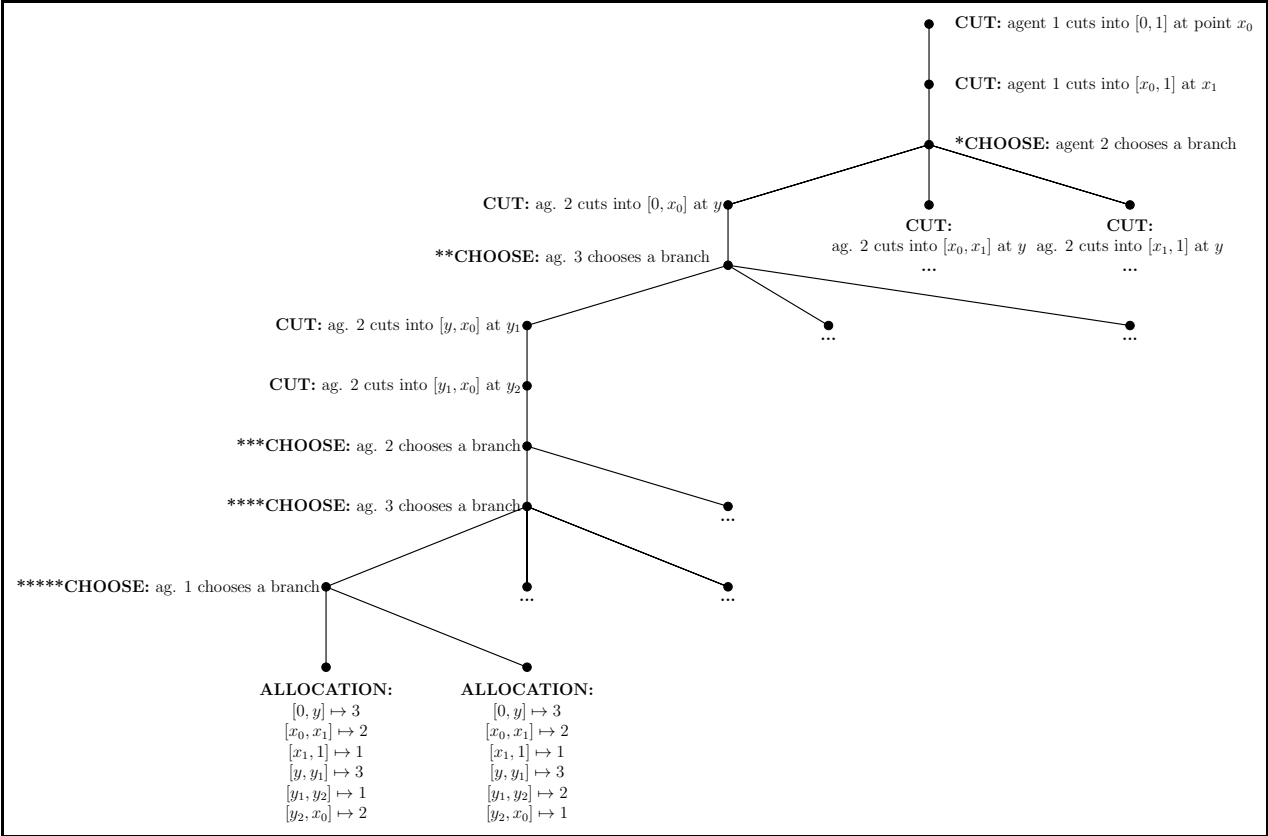 CUT: agent 1 cuts into [0, 1] at point x₀
CUT: agent 1 cuts into [x₀, 1] at x₁
*CHOOSE: agent 2 chooses a branch
CUT: ag. 2 cuts into [0, x₀] at y
CUT:
ag. 2 cuts into [x₀, x₁] at y
...
CUT:
ag. 2 cuts into [x₁, 1] at y
...
**CHOOSE: ag. 3 chooses a branch
CUT: ag. 2 cuts into [y, x₀] at y₁
...
...
CUT: ag. 2 cuts into [y₁, x₀] at y₂
***CHOOSE: ag. 2 chooses a branch
****CHOOSE: ag. 3 chooses a branch
...
*****CHOOSE: ag. 1 chooses a branch
...
...
ALLOCATION:
[0, y] ↦ 3
[x₀, x₁] ↦ 2
[x₁, 1] ↦ 1
[y, y₁] ↦ 3
[y₁, y₂] ↦ 1
[y₂, x₀] ↦ 2
ALLOCATION:
[0, y] ↦ 3
[x₀, x₁] ↦ 2
[x₁, 1] ↦ 1
[y, y₁] ↦ 3
[y₁, y₂] ↦ 2
[y₂, x₀] ↦ 1